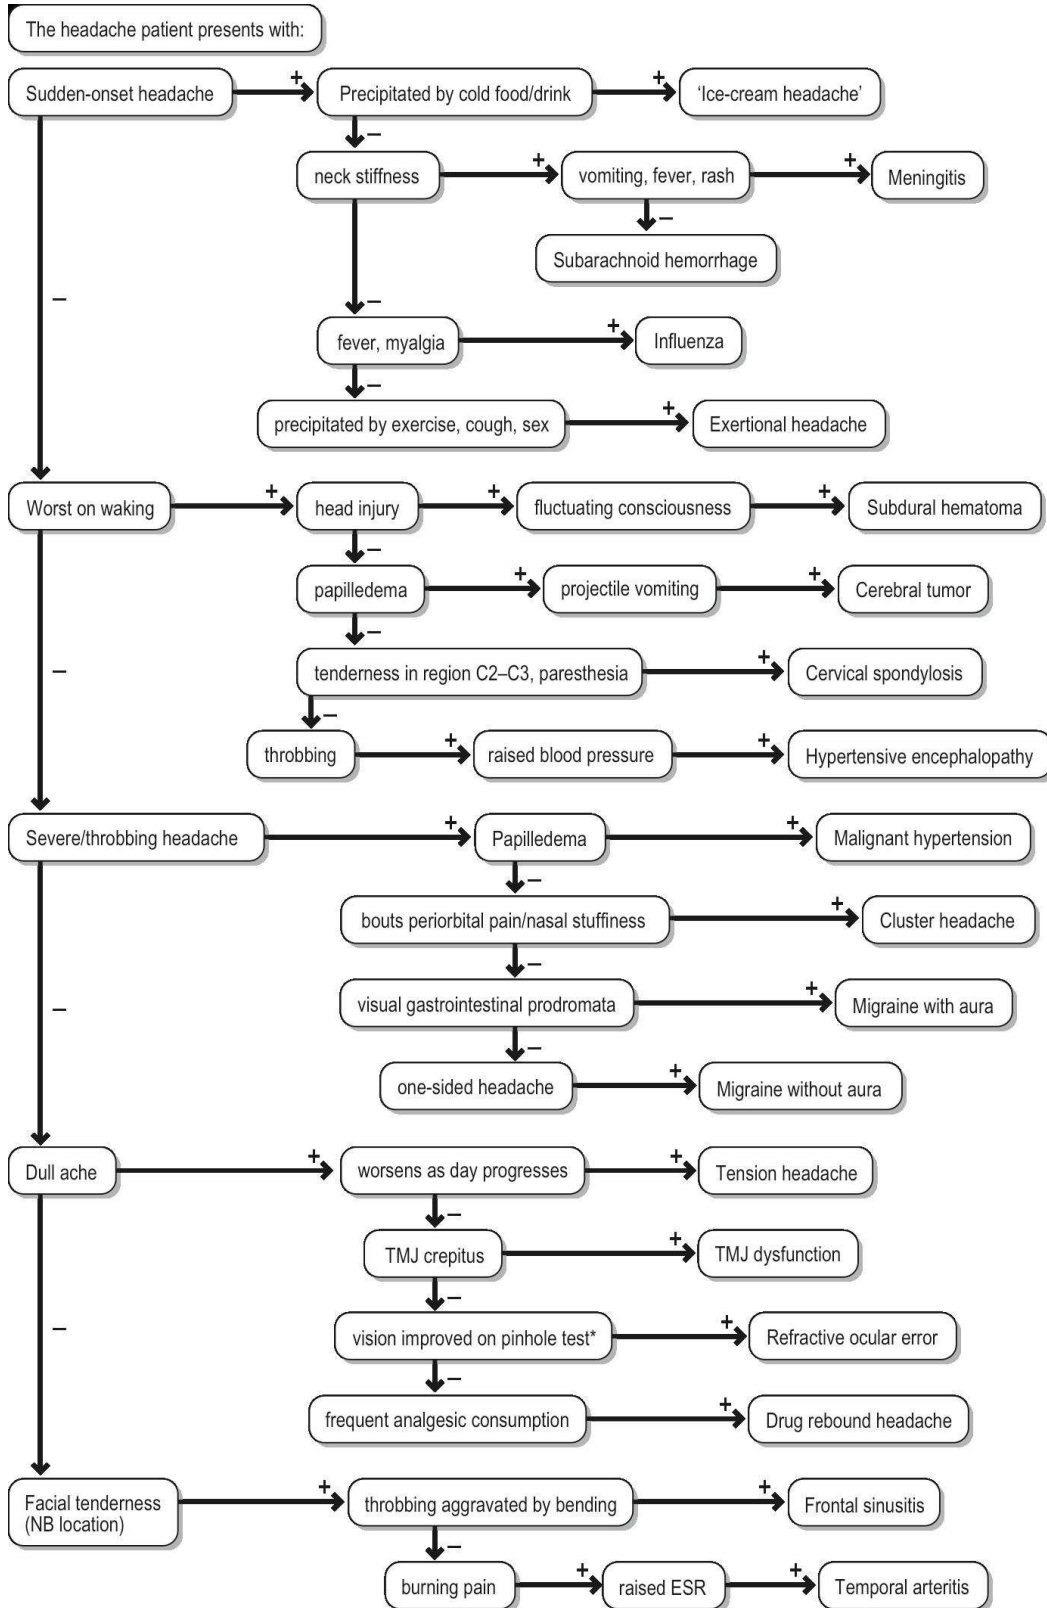 The headache patient presents with:
Sudden-onset headache + Precipitated by cold food/drink + ‘Ice-cream headache’
–
neck stiffness + vomiting, fever, rash + Meningitis
–
Subarachnoid hemorrhage
–
–
fever, myalgia + Influenza
–
precipitated by exercise, cough, sex + Exertional headache
Worst on waking + head injury + fluctuating consciousness + Subdural hematoma
–
papilledema + projectile vomiting + Cerebral tumor
–
–
tenderness in region C2–C3, paresthesia + Cervical spondylosis
–
throbbing + raised blood pressure + Hypertensive encephalopathy
Severe/throbbing headache + Papilledema + Malignant hypertension
–
bouts periorbital pain/nasal stuffiness + Cluster headache
–
–
visual gastrointestinal prodromata + Migraine with aura
–
one-sided headache + Migraine without aura
Dull ache + worsens as day progresses + Tension headache
–
TMJ crepitus + TMJ dysfunction
–
–
vision improved on pinhole test* + Refractive ocular error
–
frequent analgesic consumption + Drug rebound headache
Facial tenderness
(NB location) + throbbing aggravated by bending + Frontal sinusitis
–
burning pain + raised ESR + Temporal arteritis